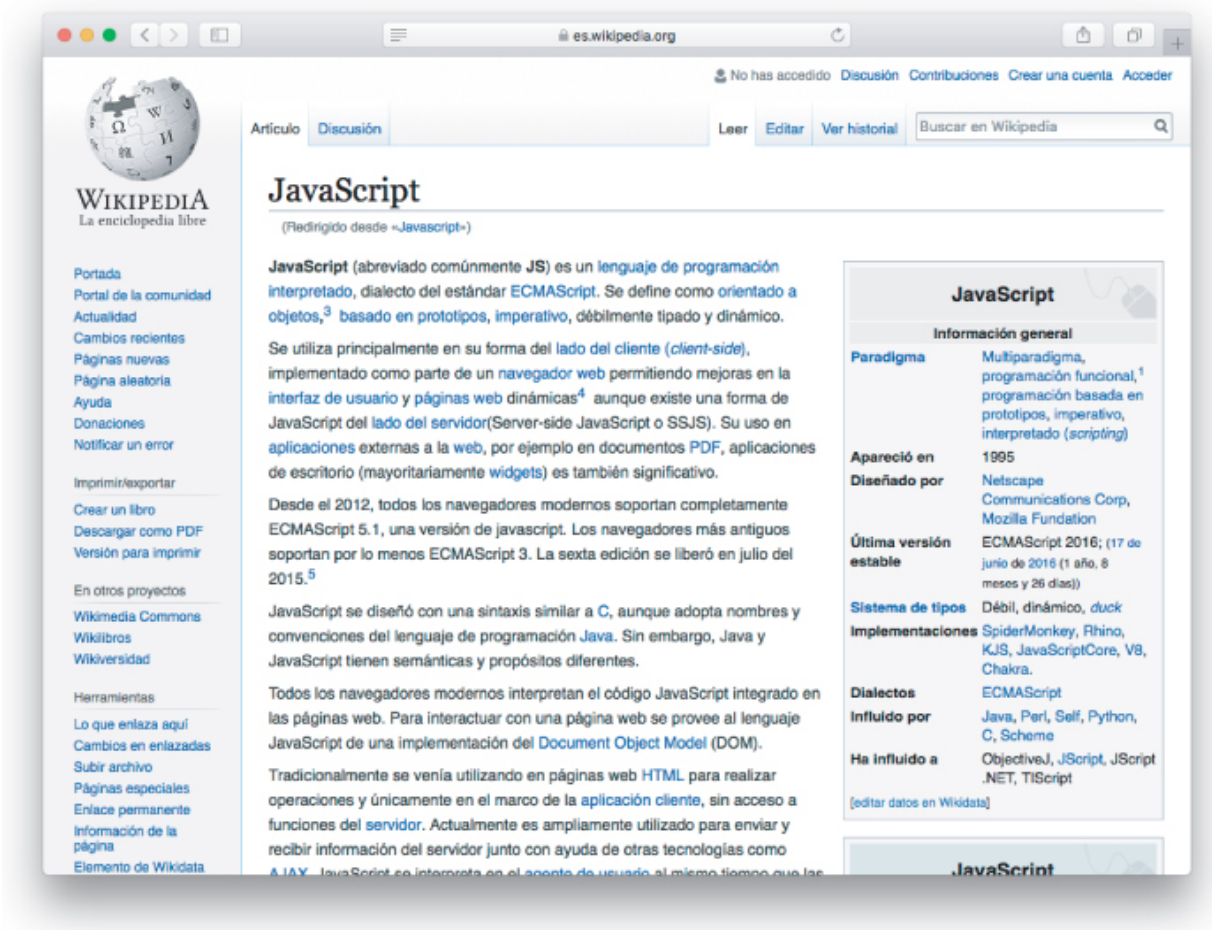 es.wikipedia.org
No has accedido Discusión Contribuciones Crear una cuenta Acceder
Artículo Discusión
Leer Editar Ver historial Buscar en Wikipedia
WIKIPEDIA
La enciclopedia libre
Portada
Portal de la comunidad
Actualidad
Cambios recientes
Páginas nuevas
Página aleatoria
Ayuda
Donaciones
Notificar un error
Imprimir/exportar
Crear un libro
Descargar como PDF
Versión para imprimir
En otros proyectos
Wikimedia Commons
Wikilibros
Wikiversidad
Herramientas
Lo que enlaza aquí
Cambios en enlazadas
Subir archivo
Páginas especiales
Enlace permanente
Información de la
página
Elemento de Wikidata
JavaScript
(Redirigido desde «Javascript»)
JavaScript (abreviado comúnmente JS) es un lenguaje de programación
interpretado, dialecto del estándar ECMAScript. Se define como orientado a
objetos,3 basado en prototipos, imperativo, débilmente tipado y dinámico.
Se utiliza principalmente en su forma del lado del cliente (client-side),
implementado como parte de un navegador web permitiendo mejoras en la
interfaz de usuario y páginas web dinámicas4 aunque existe una forma de
JavaScript del lado del servidor(Server-side JavaScript o SSJS). Su uso en
aplicaciones externas a la web, por ejemplo en documentos PDF, aplicaciones
de escritorio (mayoritariamente widgets) es también significativo.
Desde el 2012, todos los navegadores modernos soportan completamente
ECMAScript 5.1, una versión de javascript. Los navegadores más antiguos
soportan por lo menos ECMAScript 3. La sexta edición se liberó en julio del
2015.5
JavaScript se diseñó con una sintaxis similar a C, aunque adopta nombres y
convenciones del lenguaje de programación Java. Sin embargo, Java y
JavaScript tienen semánticas y propósitos diferentes.
Todos los navegadores modernos interpretan el código JavaScript integrado en
las páginas web. Para interactuar con una página web se provee al lenguaje
JavaScript de una implementación del Document Object Model (DOM).
Tradicionalmente se venía utilizando en páginas web HTML para realizar
operaciones y únicamente en el marco de la aplicación cliente, sin acceso a
funciones del servidor. Actualmente es ampliamente utilizado para enviar y
recibir información del servidor junto con ayuda de otras tecnologías como
AJAX. JavaScript se interpreta en el agente de usuario al mismo tiempo que las
JavaScript
Información general
Paradigma Multiparadigma,
programación funcional,1
programación basada en
prototipos, imperativo,
interpretado (scripting)
Apareció en 1995
Diseñado por Netscape
Communications Corp,
Mozilla Fundation
Última versión ECMAScript 2016; (17 de
estable junio de 2016 (1 año, 8
meses y 26 días))
Sistema de tipos Débil, dinámico, duck
Implementaciones SpiderMonkey, Rhino,
KJS, JavaScriptCore, V8,
Chakra.
Dialectos ECMAScript
Influido por Java, Perl, Self, Python,
C, Scheme
Ha influido a ObjectiveJ, JScript, JScript
.NET, TIScript
[editar datos en Wikidata]
JavaScript